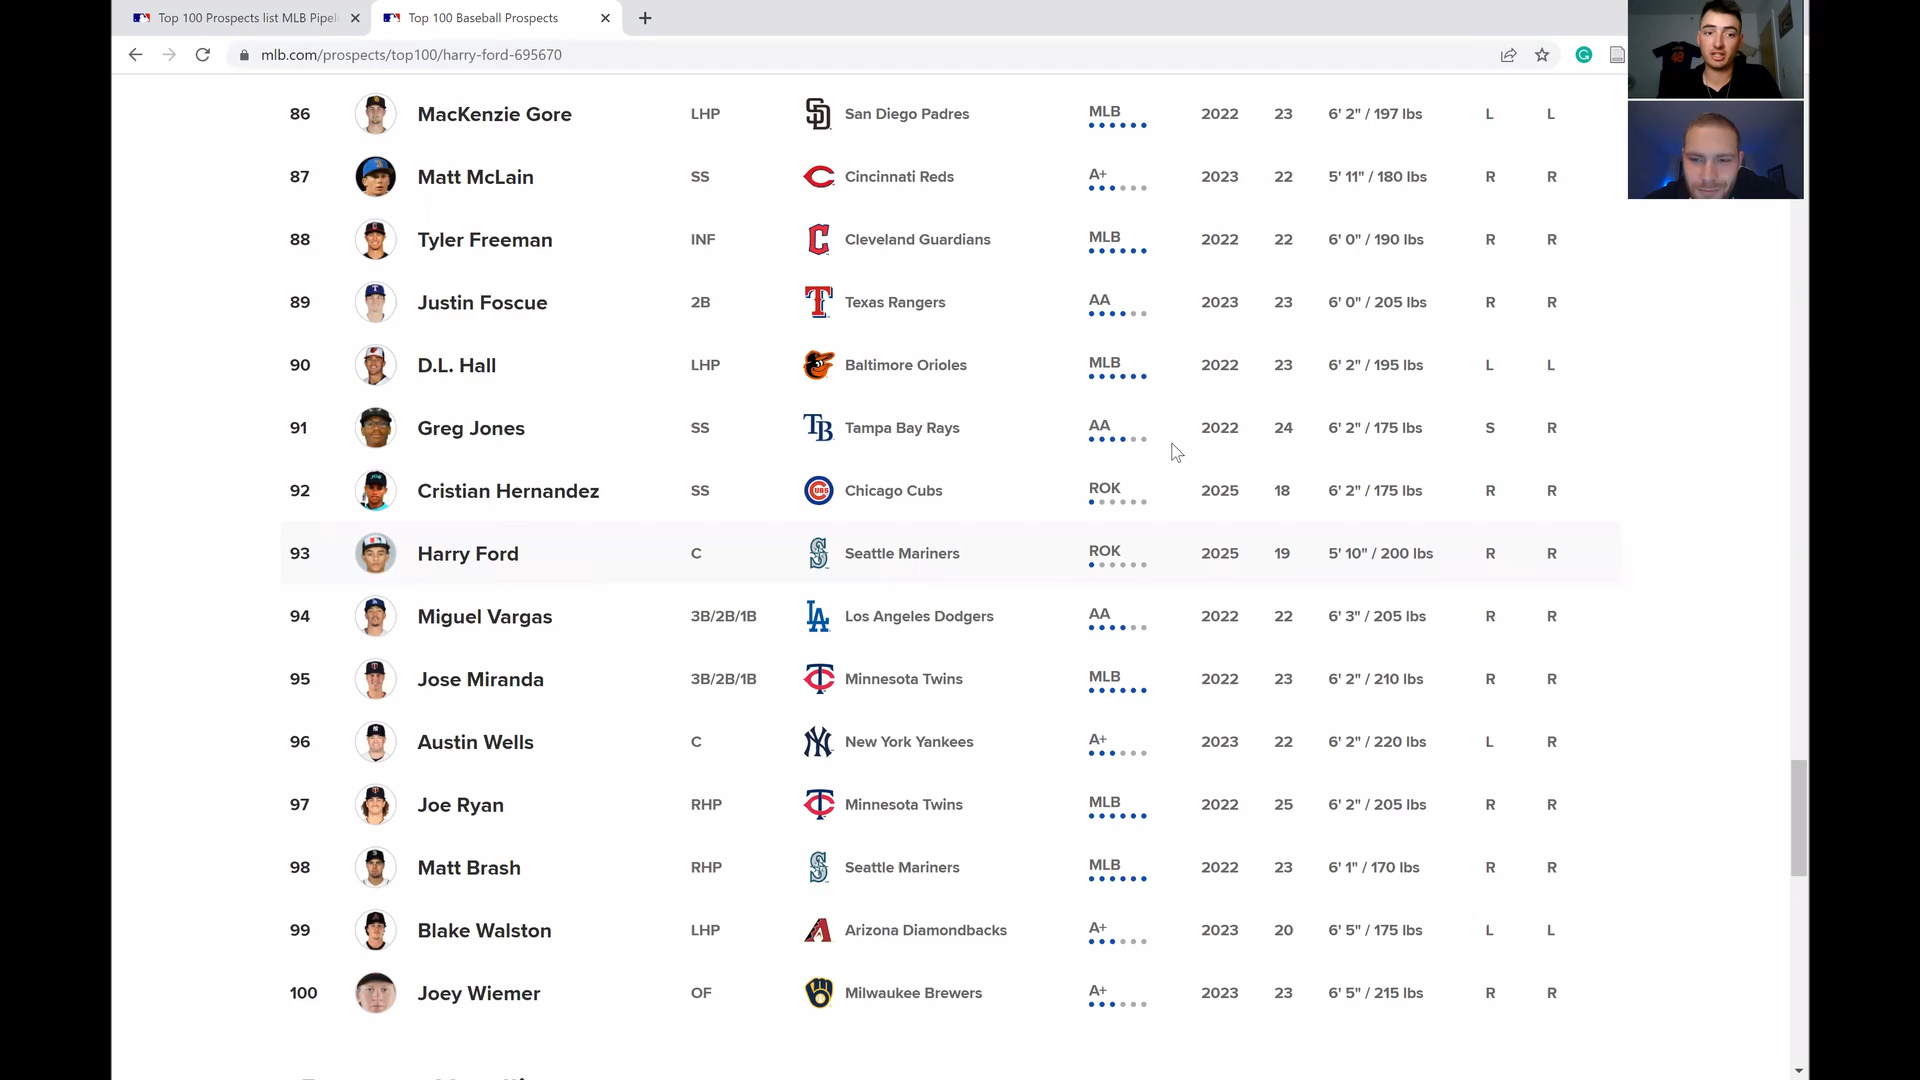 Top 100 Prospects list MLB Pipeli
Top 100 Baseball Prospects
mlb.com/prospects/top100/harry-ford-695670
86 MacKenzie Gore LHP San Diego Padres MLB 2022 23 6' 2" / 197 lbs L L
87 Matt McLain SS Cincinnati Reds A+ 2023 22 5' 11" / 180 lbs R R
88 Tyler Freeman INF Cleveland Guardians MLB 2022 22 6' 0" / 190 lbs R R
89 Justin Foscue 2B Texas Rangers AA 2023 23 6' 0" / 205 lbs R R
90 D.L. Hall LHP Baltimore Orioles MLB 2022 23 6' 2" / 195 lbs L L
91 Greg Jones SS Tampa Bay Rays AA 2022 24 6' 2" / 175 lbs S R
92 Cristian Hernandez SS Chicago Cubs ROK 2025 18 6' 2" / 175 lbs R R
93 Harry Ford C Seattle Mariners ROK 2025 19 5' 10" / 200 lbs R R
94 Miguel Vargas 3B/2B/1B Los Angeles Dodgers AA 2022 22 6' 3" / 205 lbs R R
95 Jose Miranda 3B/2B/1B Minnesota Twins MLB 2022 23 6' 2" / 210 lbs R R
96 Austin Wells C New York Yankees A+ 2023 22 6' 2" / 220 lbs L R
97 Joe Ryan RHP Minnesota Twins MLB 2022 25 6' 2" / 205 lbs R R
98 Matt Brash RHP Seattle Mariners MLB 2022 23 6' 1" / 170 lbs R R
99 Blake Walston LHP Arizona Diamondbacks A+ 2023 20 6' 5" / 175 lbs L L
100 Joey Wiemer OF Milwaukee Brewers A+ 2023 23 6' 5" / 215 lbs R R